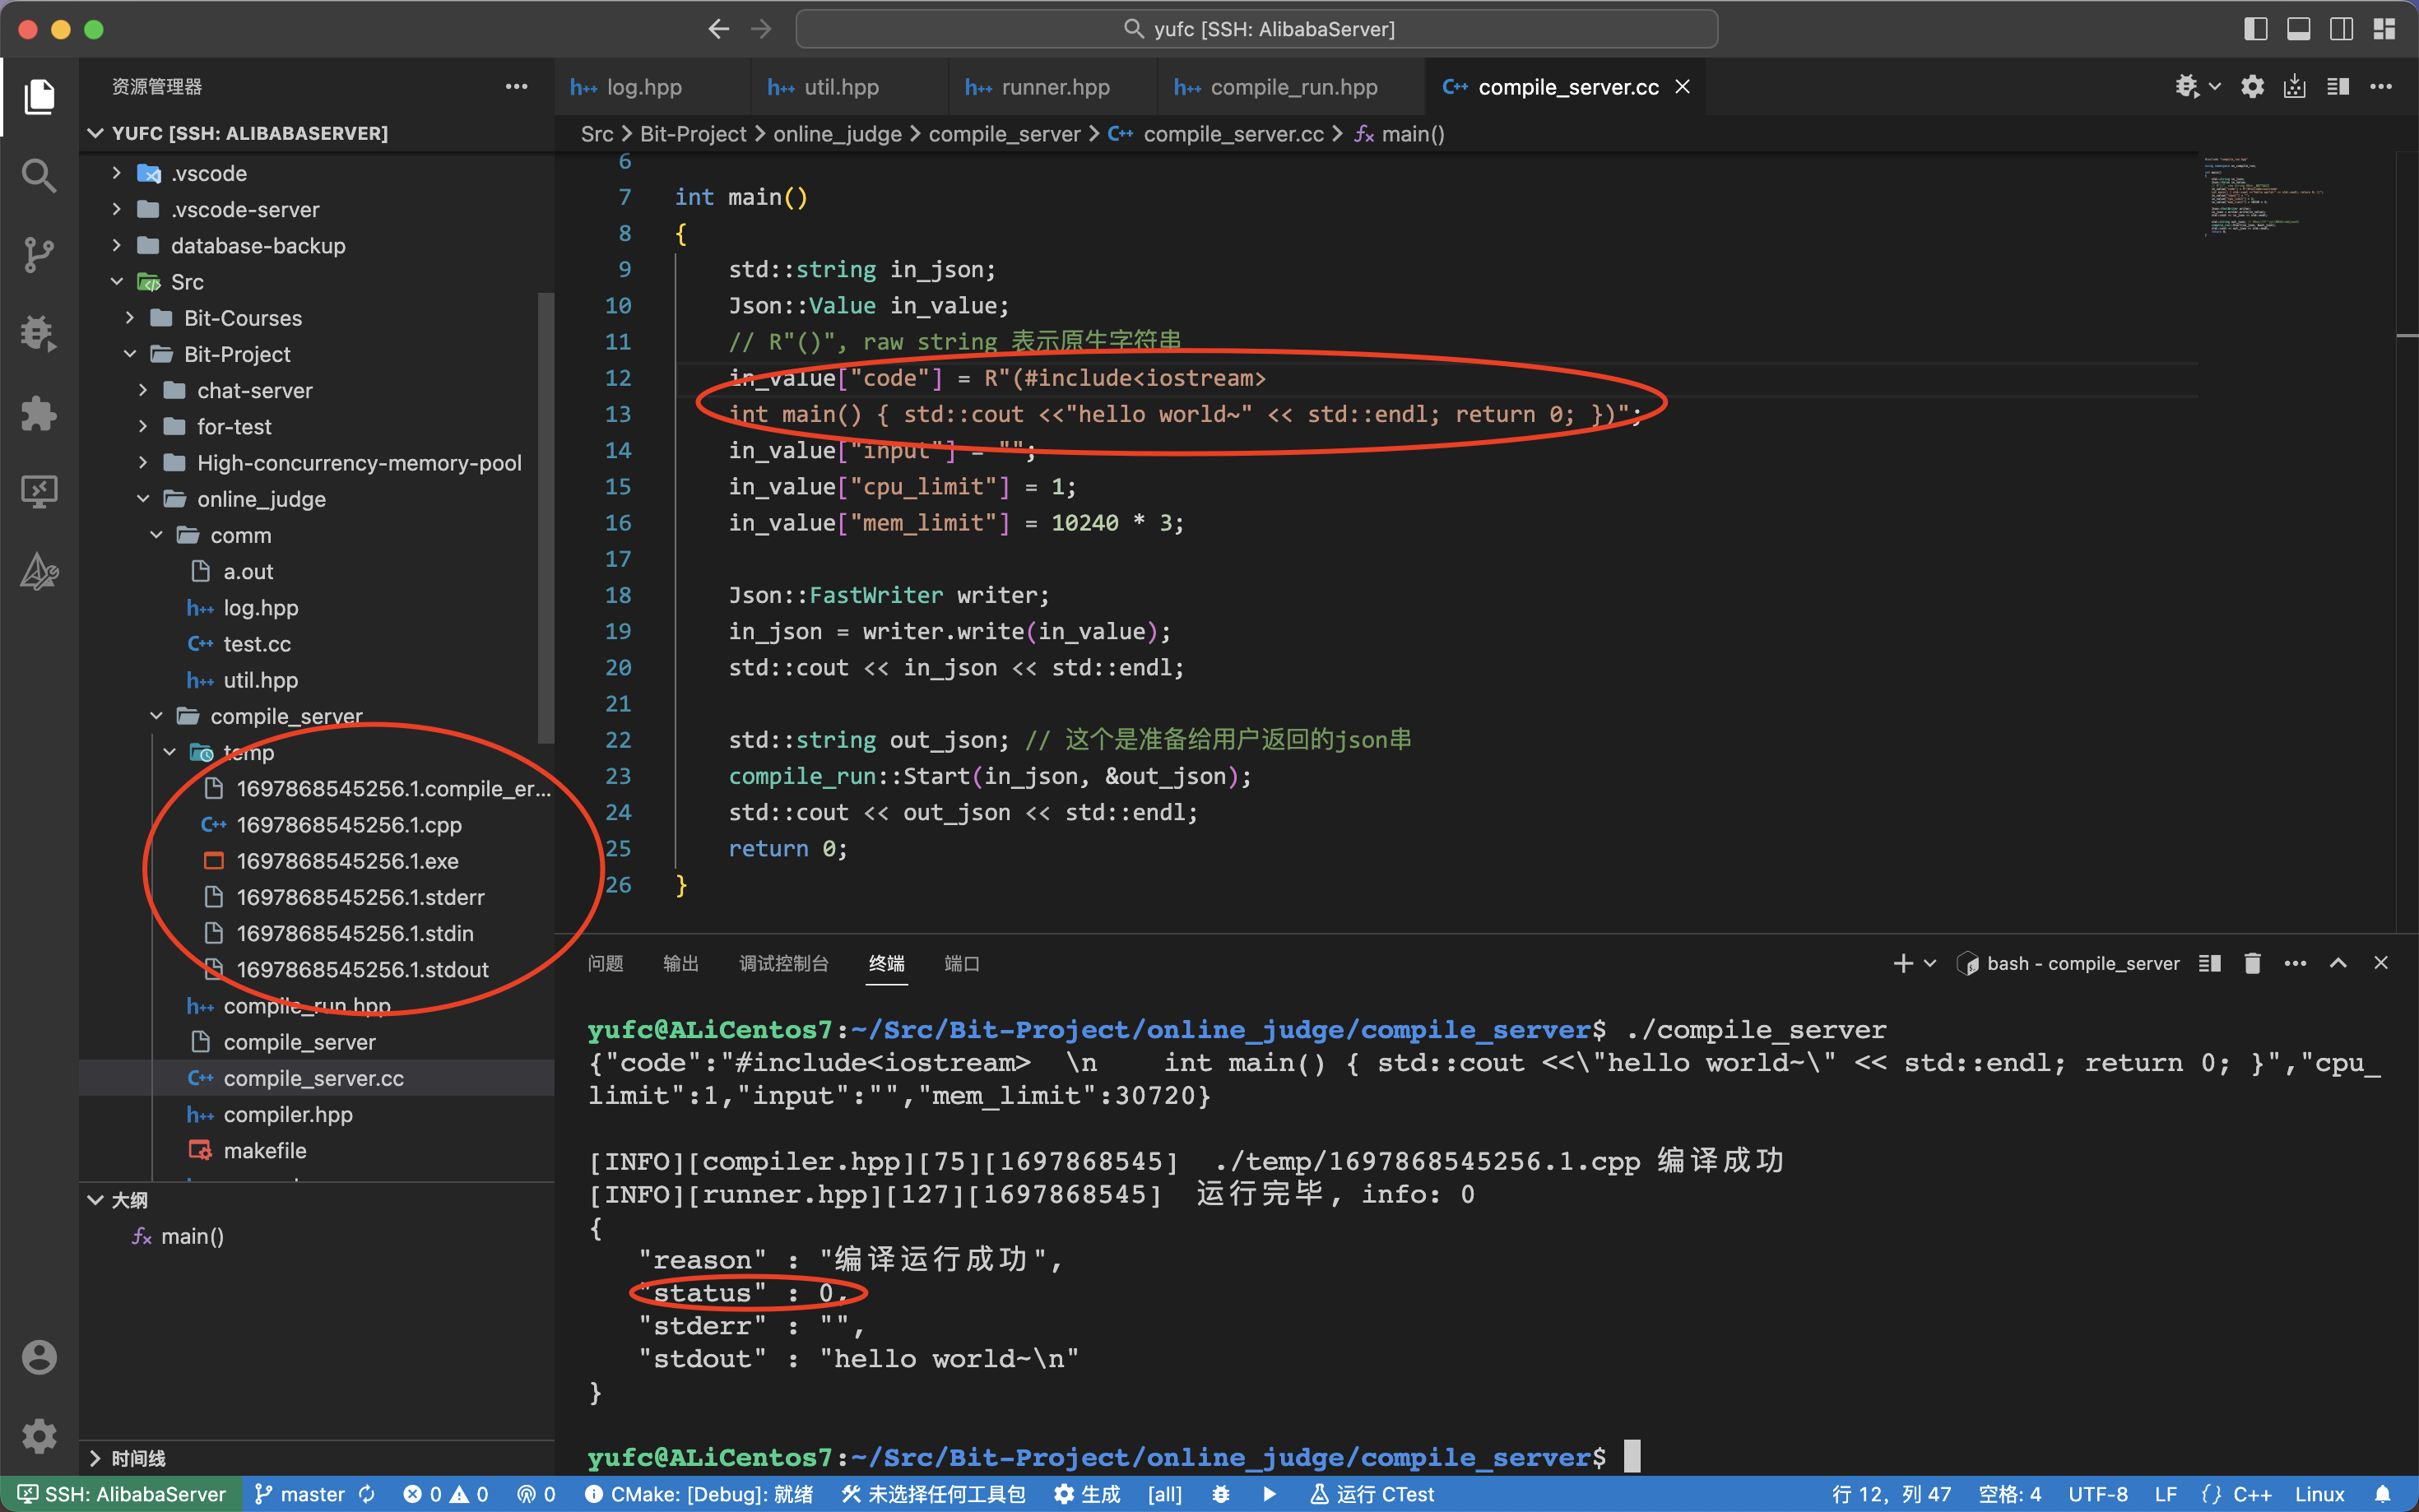 yufc [SSH: AlibabaServer]
资源管理器
YUFC [SSH: ALIBABASERVER]
.vscode
.vscode-server
database-backup
Src
Bit-Courses
Bit-Project
chat-server
for-test
High-concurrency-memory-pool
online_judge
comm
a.out
log.hpp
test.cc
util.hpp
compile_server
temp
1697868545256.1.compile_er...
1697868545256.1.cpp
1697868545256.1.exe
1697868545256.1.stderr
1697868545256.1.stdin
1697868545256.1.stdout
compile_run.hpp
compile_server
compile_server.cc
compiler.hpp
makefile
大纲
main()
时间线
log.hpp util.hpp runner.hpp compile_run.hpp compile_server.cc
Src > Bit-Project > online_judge > compile_server > compile_server.cc > main()
6
7 int main()
8 {
9 std::string in_json;
10 Json::Value in_value;
11 // R"()", raw string 表示原生字符串
12 in_value["code"] = R"(#include<iostream>
13 int main() { std::cout <<"hello world~" << std::endl; return 0; })";
14 in_value["input"] = "";
15 in_value["cpu_limit"] = 1;
16 in_value["mem_limit"] = 10240 * 3;
17
18 Json::FastWriter writer;
19 in_json = writer.write(in_value);
20 std::cout << in_json << std::endl;
21
22 std::string out_json; // 这个是准备给用户返回的json串
23 compile_run::Start(in_json, &out_json);
24 std::cout << out_json << std::endl;
25 return 0;
26 }
问题 输出 调试控制台 终端 端口
bash - compile_server
yufc@ALiCentos7:~/Src/Bit-Project/online_judge/compile_server$ ./compile_server
{"code":"#include<iostream>  \n    int main() { std::cout <<\"hello world~\" << std::endl; return 0; }","cpu_
limit":1,"input":"","mem_limit":30720}
[INFO][compiler.hpp][75][1697868545]  ./temp/1697868545256.1.cpp 编译成功
[INFO][runner.hpp][127][1697868545]  运行完毕, info: 0
{
"reason" : "编译运行成功",
"status" : 0,
"stderr" : "",
"stdout" : "hello world~\n"
}
yufc@ALiCentos7:~/Src/Bit-Project/online_judge/compile_server$
SSH: AlibabaServer master 0 0 0 CMake: [Debug]: 就绪 未选择任何工具包 生成 [all] 运行 CTest 行 12, 列 47 空格: 4 UTF-8 LF {} C++ Linux